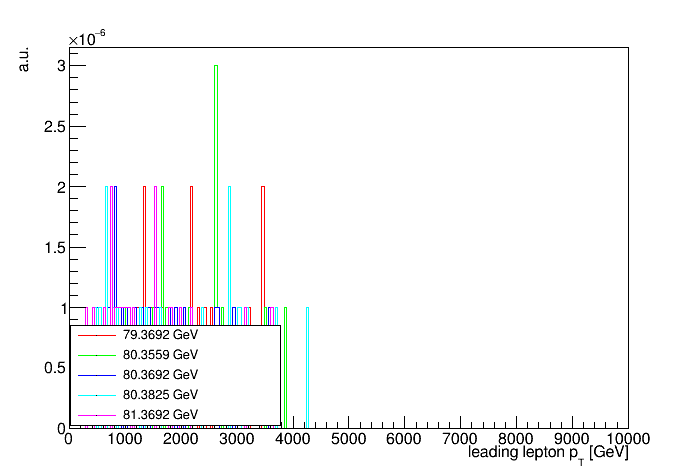 ×10⁻⁶
a.u.
3
2.5
2
1.5
1
0.5
0
79.3692 GeV
80.3559 GeV
80.3692 GeV
80.3825 GeV
81.3692 GeV
0 1000 2000 3000 4000 5000 6000 7000 8000 9000 10000
leading lepton p_T [GeV]